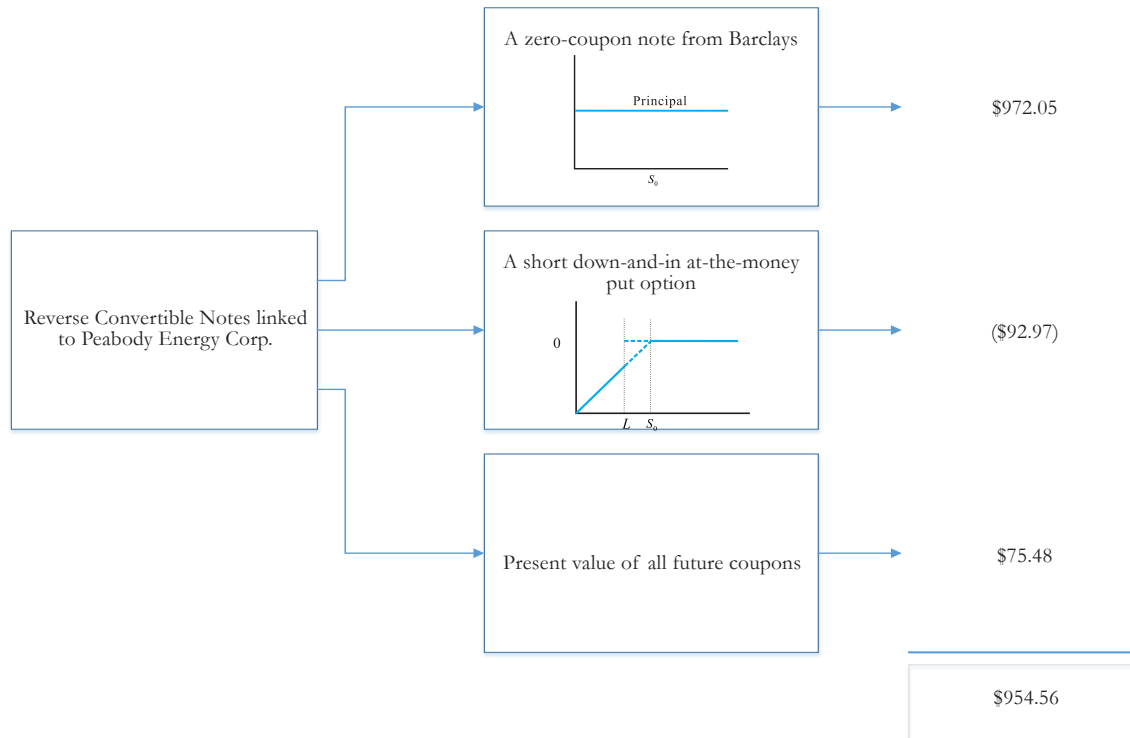 A zero-coupon note from Barclays
Principal
S₀
$972.05
Reverse Convertible Notes linked
to Peabody Energy Corp.
A short down-and-in at-the-money
put option
0
L S₀
($92.97)
Present value of all future coupons
$75.48
$954.56